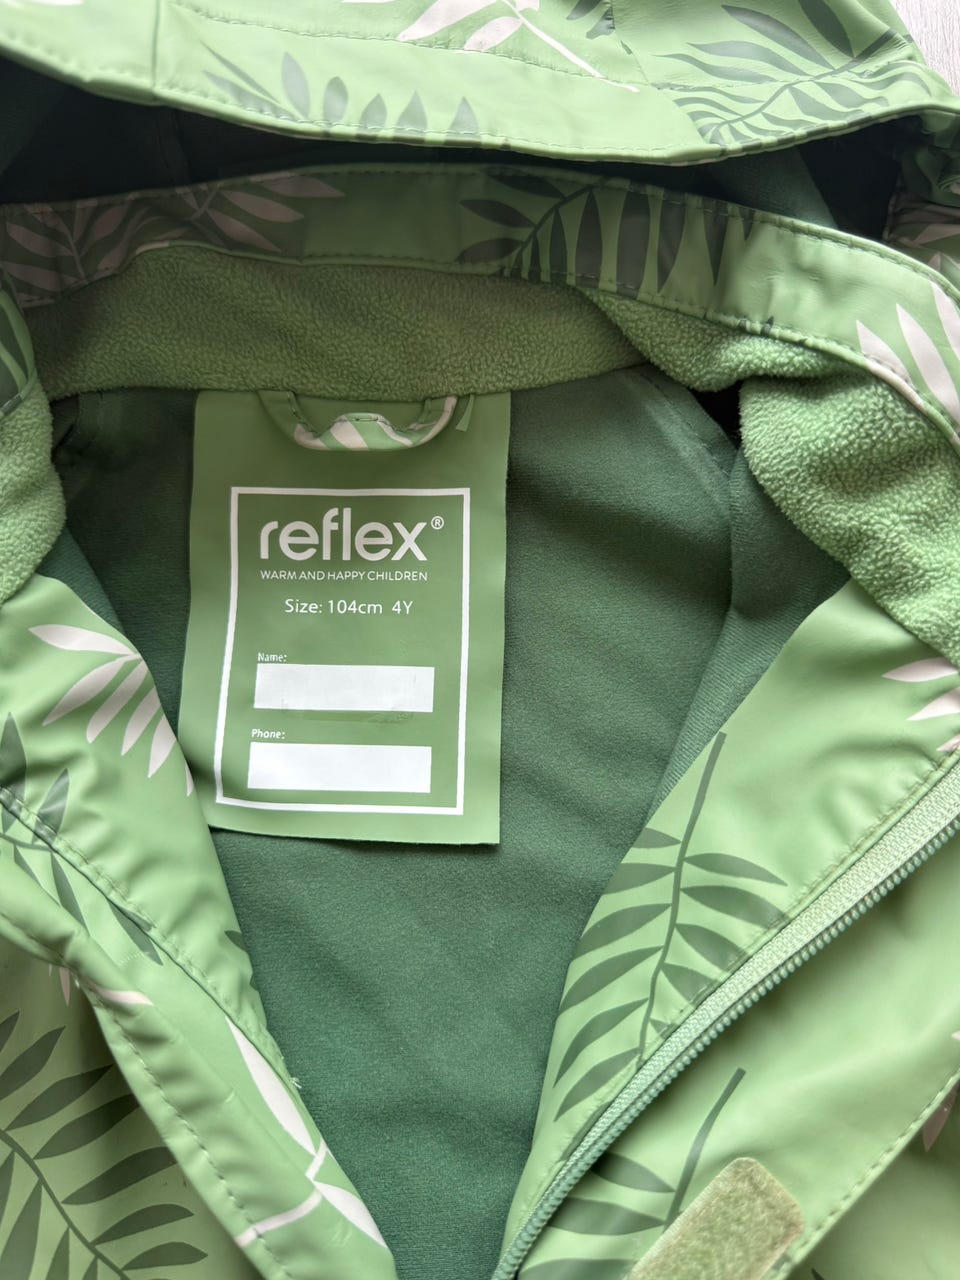 reflex®
WARM AND HAPPY CHILDREN
Size: 104cm 4Y
Name:
Phone: